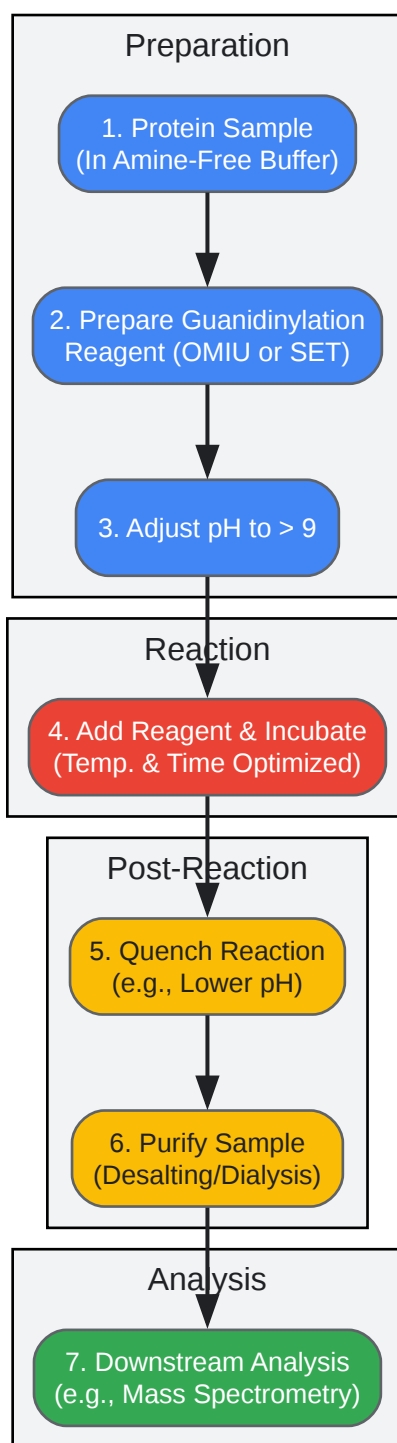 Preparation
1. Protein Sample
(In Amine-Free Buffer)
2. Prepare Guanidinylation
Reagent (OMIU or SET)
3. Adjust pH to > 9
Reaction
4. Add Reagent & Incubate
(Temp. & Time Optimized)
Post-Reaction
5. Quench Reaction
(e.g., Lower pH)
6. Purify Sample
(Desalting/Dialysis)
Analysis
7. Downstream Analysis
(e.g., Mass Spectrometry)